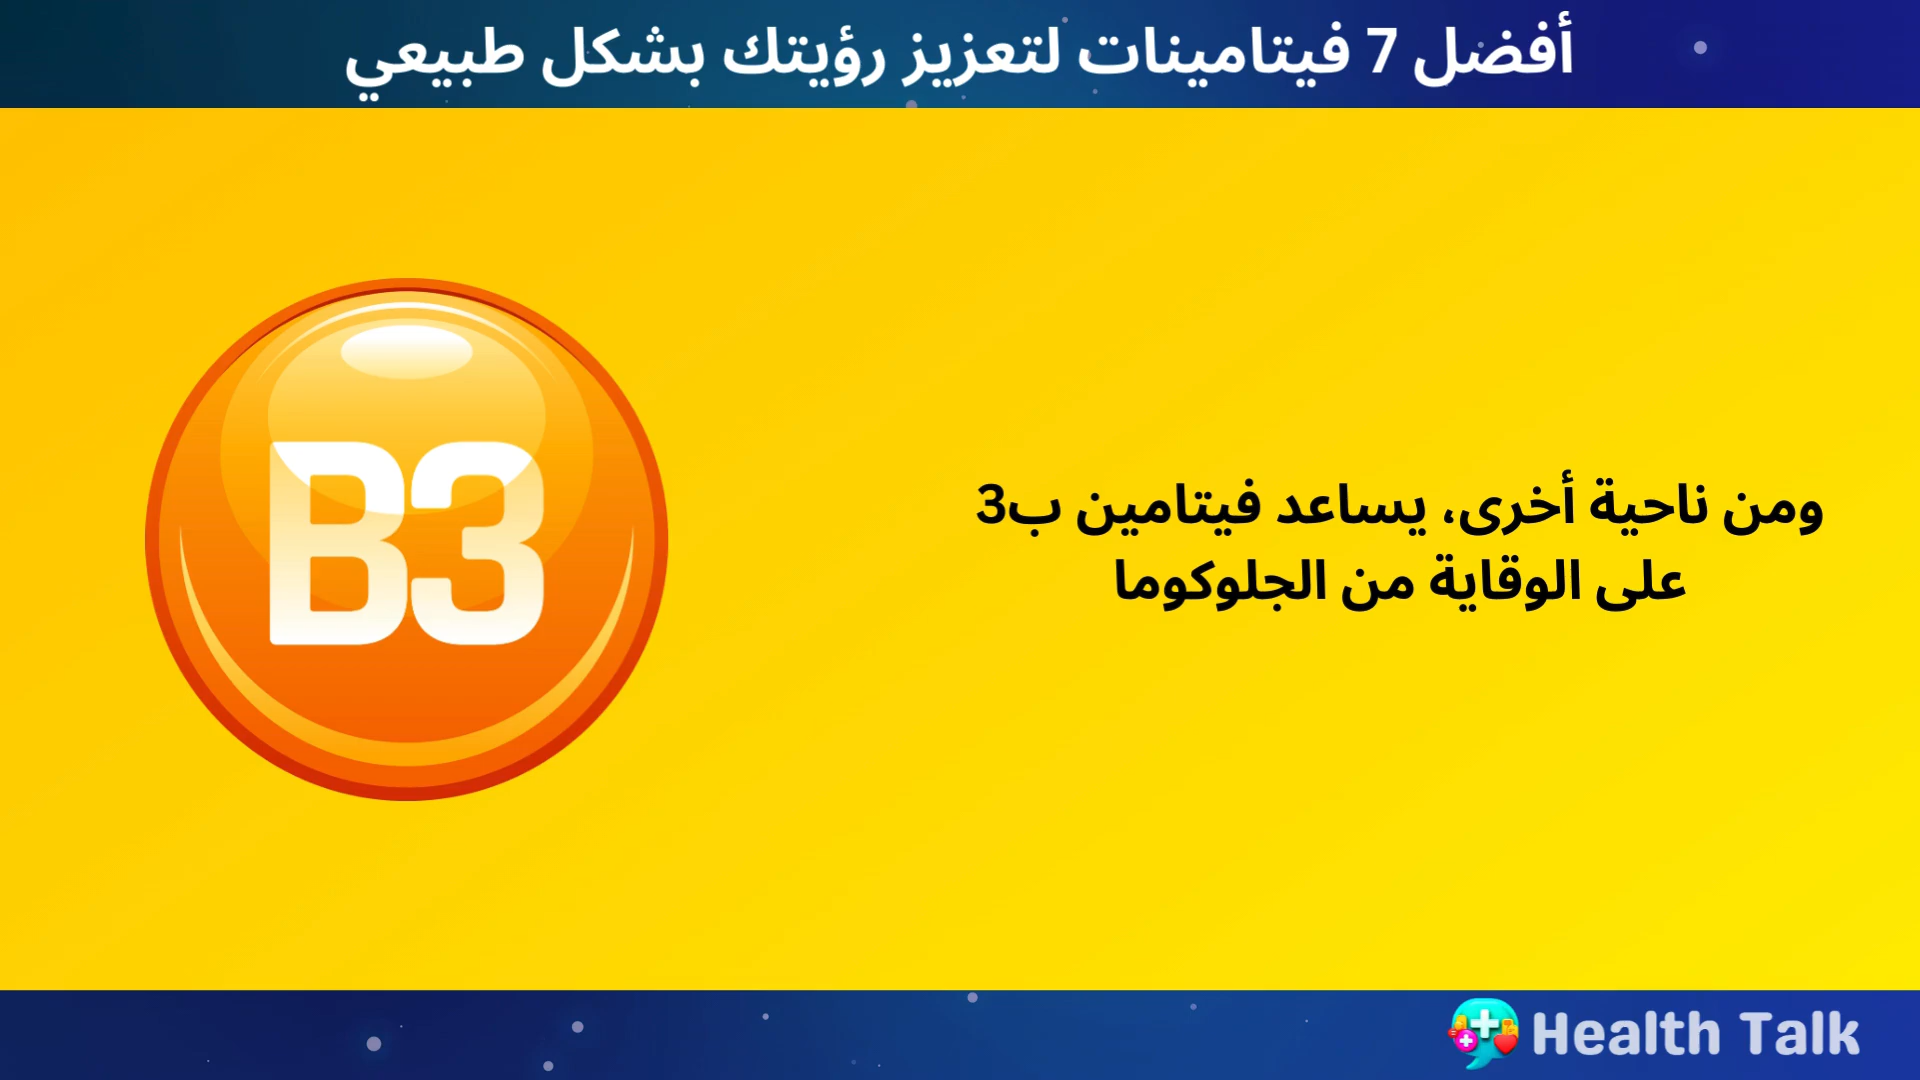 أفضل 7 فيتامينات لتعزيز رؤيتك بشكل طبيعي
B3
ومن ناحية أخرى، يساعد فيتامين ب3
على الوقاية من الجلوكوما
Health Talk